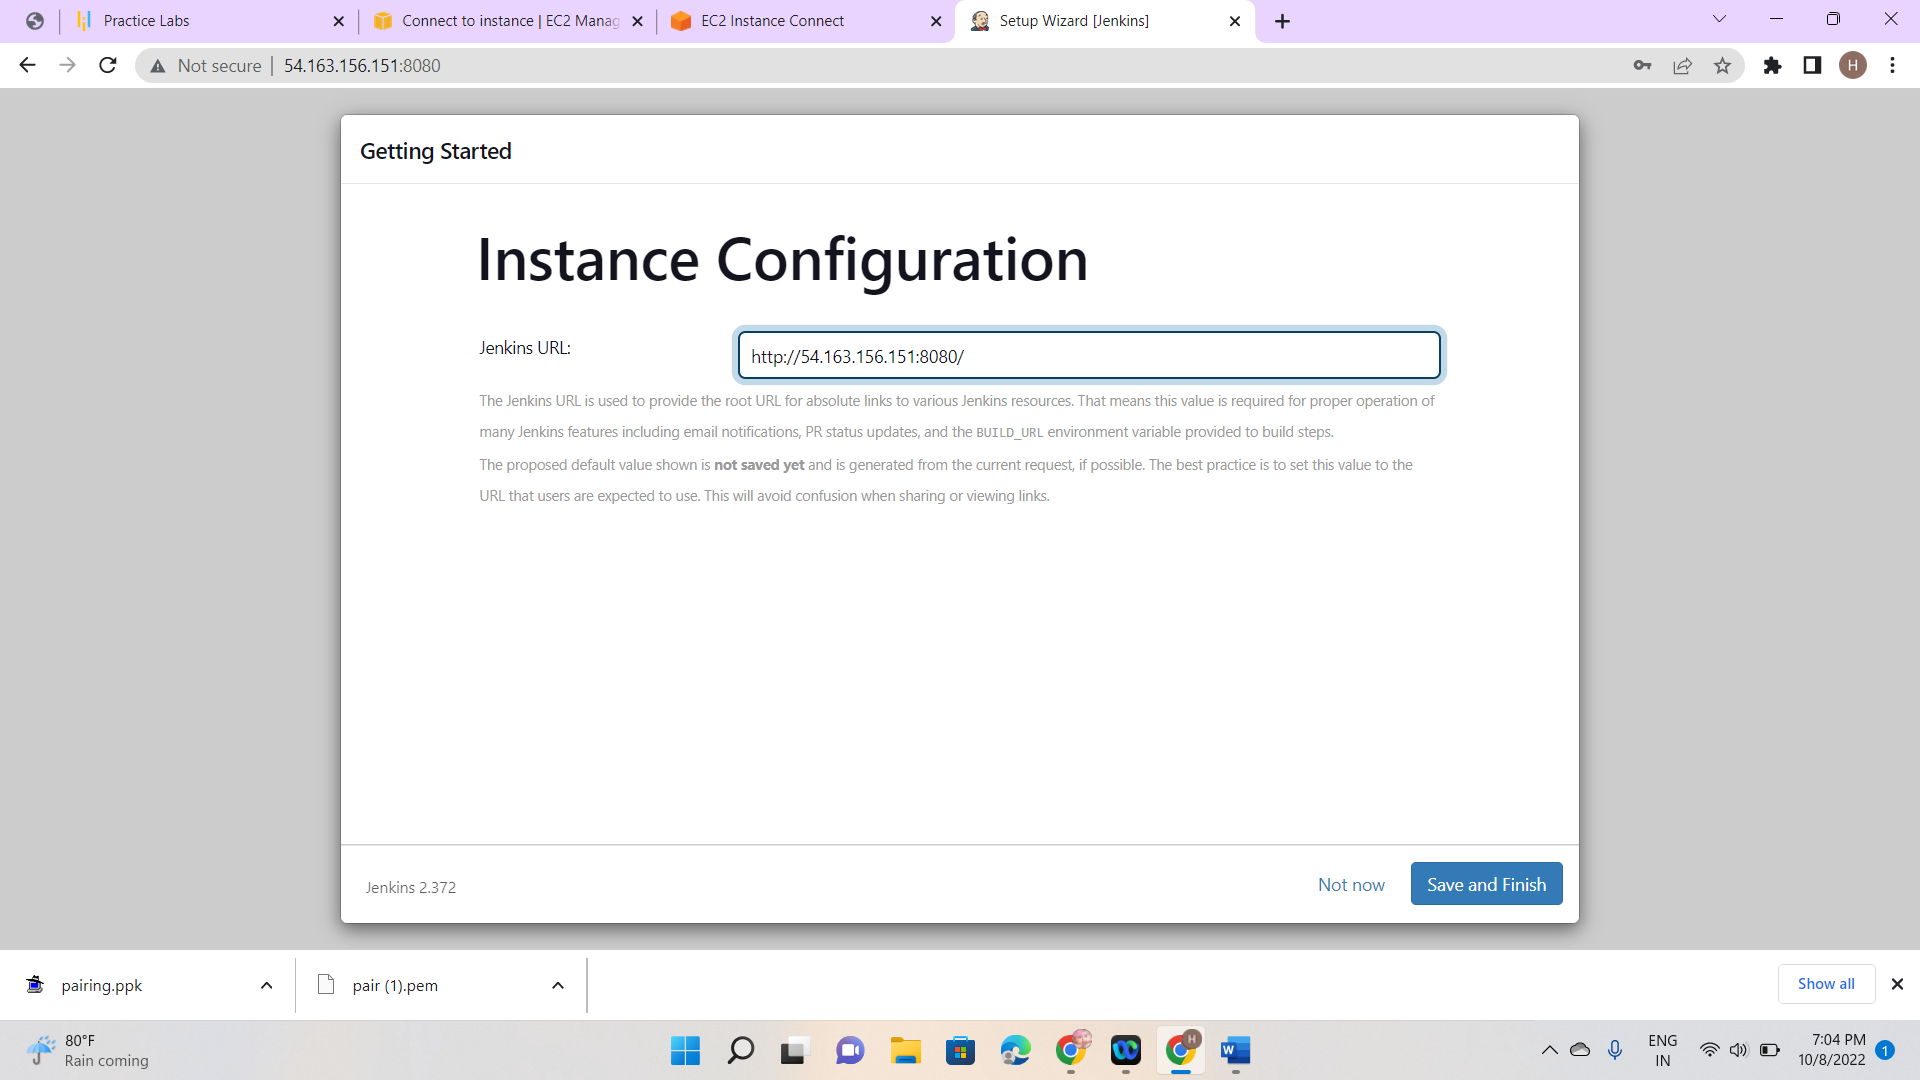 Practice Labs
Connect to instance | EC2 Manag
EC2 Instance Connect
Setup Wizard [Jenkins]
Not secure | 54.163.156.151:8080
H
Getting Started
Instance Configuration
Jenkins URL:
http://54.163.156.151:8080/
The Jenkins URL is used to provide the root URL for absolute links to various Jenkins resources. That means this value is required for proper operation of
many Jenkins features including email notifications, PR status updates, and the BUILD_URL environment variable provided to build steps.
The proposed default value shown is not saved yet and is generated from the current request, if possible. The best practice is to set this value to the
URL that users are expected to use. This will avoid confusion when sharing or viewing links.
Jenkins 2.372
Not now
Save and Finish
pairing.ppk
pair (1).pem
Show all
80°F
Rain coming
H
W
ENG
IN
7:04 PM
10/8/2022
1